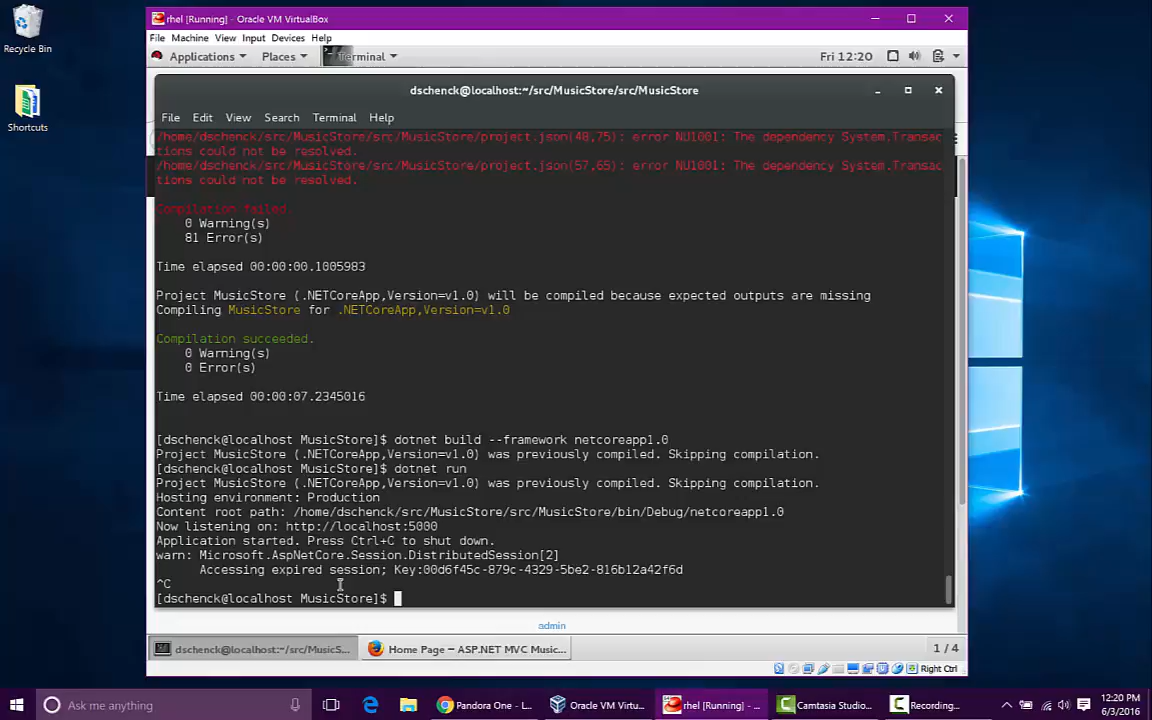 Recycle Bin
Shortcuts
rhel [Running] - Oracle VM VirtualBox
File Machine View Input Devices Help
Applications Places Terminal Fri 12:20
dschenck@localhost:~/src/MusicStore/src/MusicStore
File Edit View Search Terminal Help
/home/dschenck/src/MusicStore/src/MusicStore/project.json(48,75): error NU1001: The dependency System.Transac
tions could not be resolved.
/home/dschenck/src/MusicStore/src/MusicStore/project.json(57,65): error NU1001: The dependency System.Transac
tions could not be resolved.
Compilation failed.
0 Warning(s)
81 Error(s)
Time elapsed 00:00:00.1005983
Project MusicStore (.NETCoreApp,Version=v1.0) will be compiled because expected outputs are missing
Compiling MusicStore for .NETCoreApp,Version=v1.0
Compilation succeeded.
0 Warning(s)
0 Error(s)
Time elapsed 00:00:07.2345016
[dschenck@localhost MusicStore]$ dotnet build --framework netcoreapp1.0
Project MusicStore (.NETCoreApp,Version=v1.0) was previously compiled. Skipping compilation.
[dschenck@localhost MusicStore]$ dotnet run
Project MusicStore (.NETCoreApp,Version=v1.0) was previously compiled. Skipping compilation.
Hosting environment: Production
Content root path: /home/dschenck/src/MusicStore/src/MusicStore/bin/Debug/netcoreapp1.0
Now listening on: http://localhost:5000
Application started. Press Ctrl+C to shut down.
warn: Microsoft.AspNetCore.Session.DistributedSession[2]
Accessing expired session; Key:00d6f45c-879c-4329-5be2-816b12a42f6d
^C
[dschenck@localhost MusicStore]$
admin
dschenck@localhost:~/src/MusicS... Home Page – ASP.NET MVC Music... 1 / 4
Right Ctrl
Ask me anything Pandora One - L... Oracle VM Virtu... rhel [Running] - ... Camtasia Studio... Recording... 12:20 PM
6/3/2016